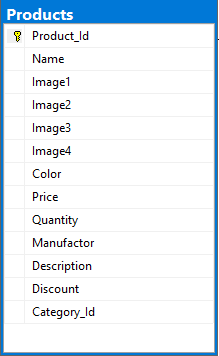 Products
Product_Id
Name
Image1
Image2
Image3
Image4
Color
Price
Quantity
Manufactor
Description
Discount
Category_Id